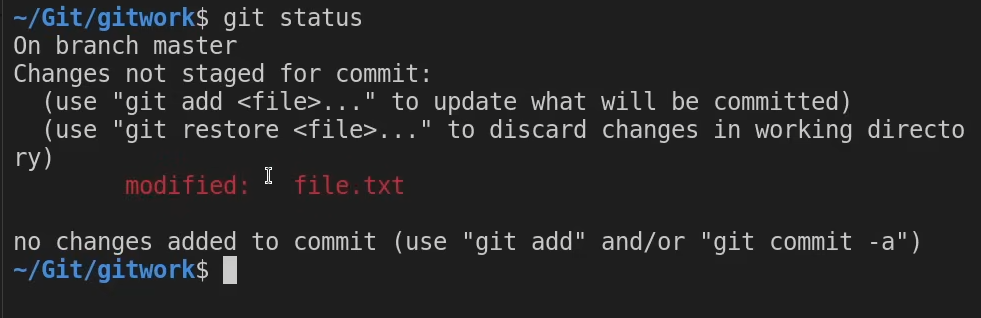 ~/Git/gitwork$ git status
On branch master
Changes not staged for commit:
  (use "git add <file>..." to update what will be committed)
  (use "git restore <file>..." to discard changes in working directo
ry)
        modified:   file.txt

no changes added to commit (use "git add" and/or "git commit -a")
~/Git/gitwork$